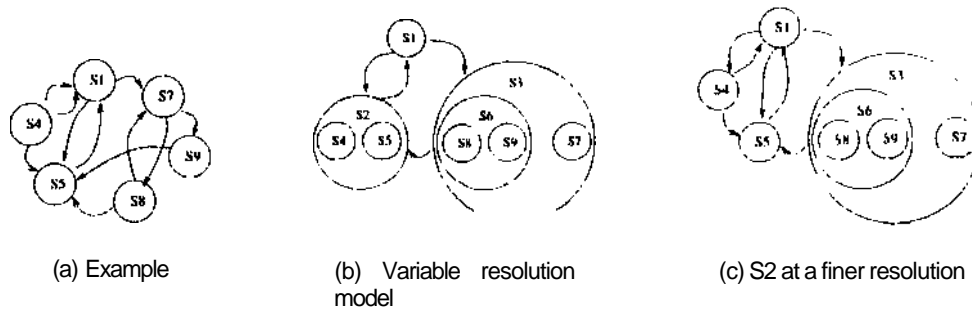 S1
S7
S4
S9
S5
S8
(a) Example
S1
S2
S4
S5
S3
S6
S8
S9
S7
(b) Variable resolution
model
S1
S4
S5
S3
S6
S8
S9
S7
(c) S2 at a finer resolution